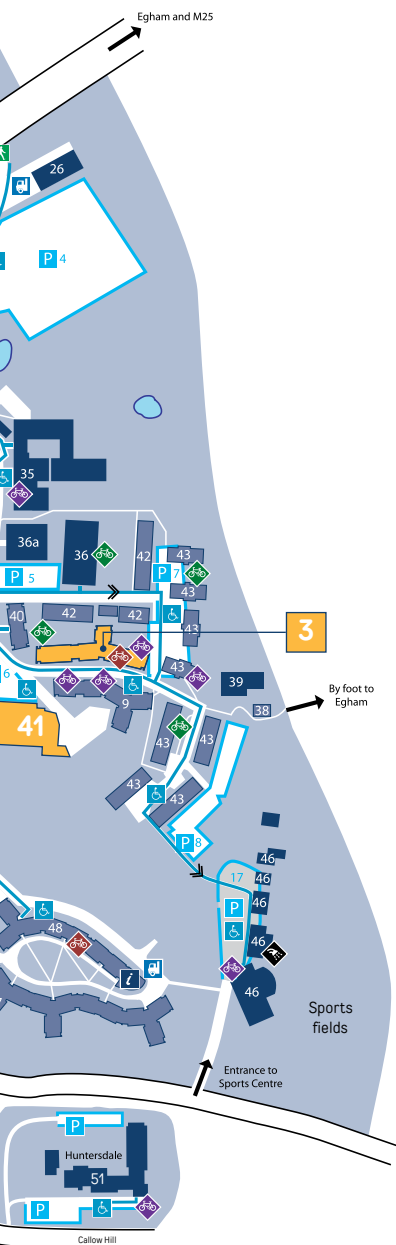 Egham and M25
26
P 4
35
36a
36
42
43
P 5
P 7
43
40
42
42
43
3
43
6
39
By foot to
Egham
9
38
41
43
43
43
43
P 8
46
17
46
P
46
48
46
i
46
Sports
fields
Entrance to
Sports Centre
P
Huntersdale
51
P
Callow Hill